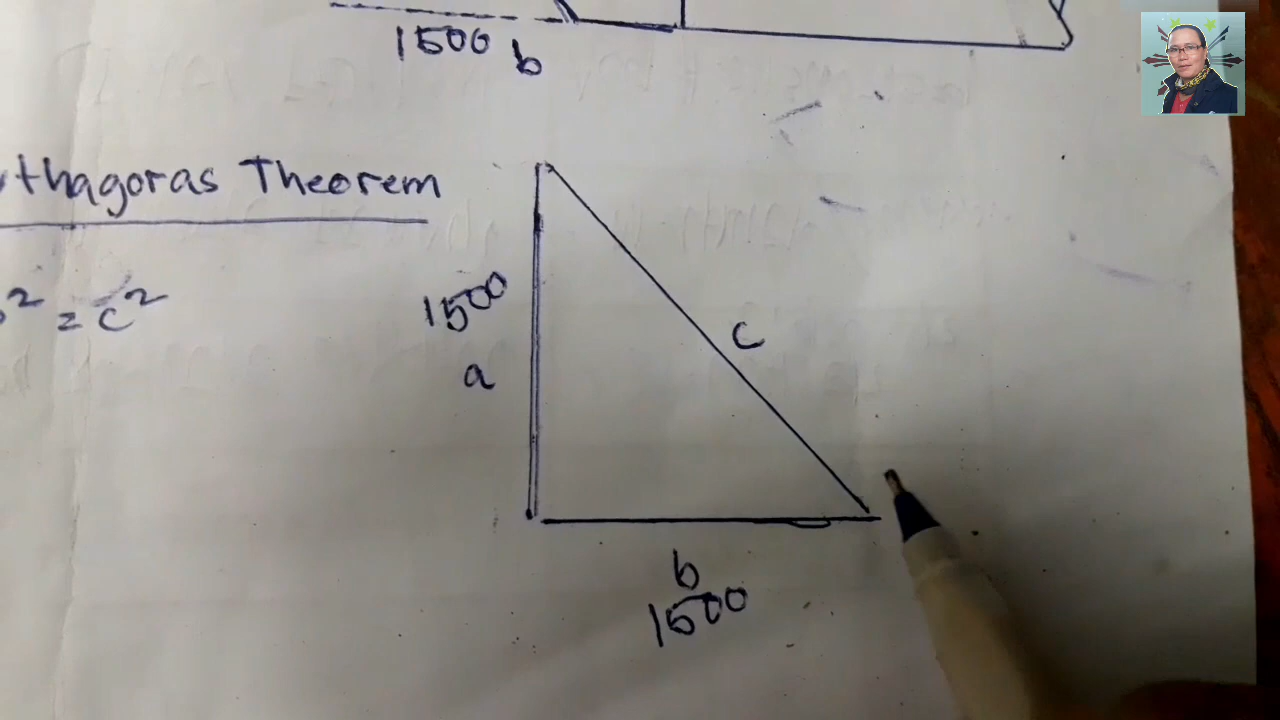 1500 b
thagoras Theorem
² = c²
1500
a
c
b
1500